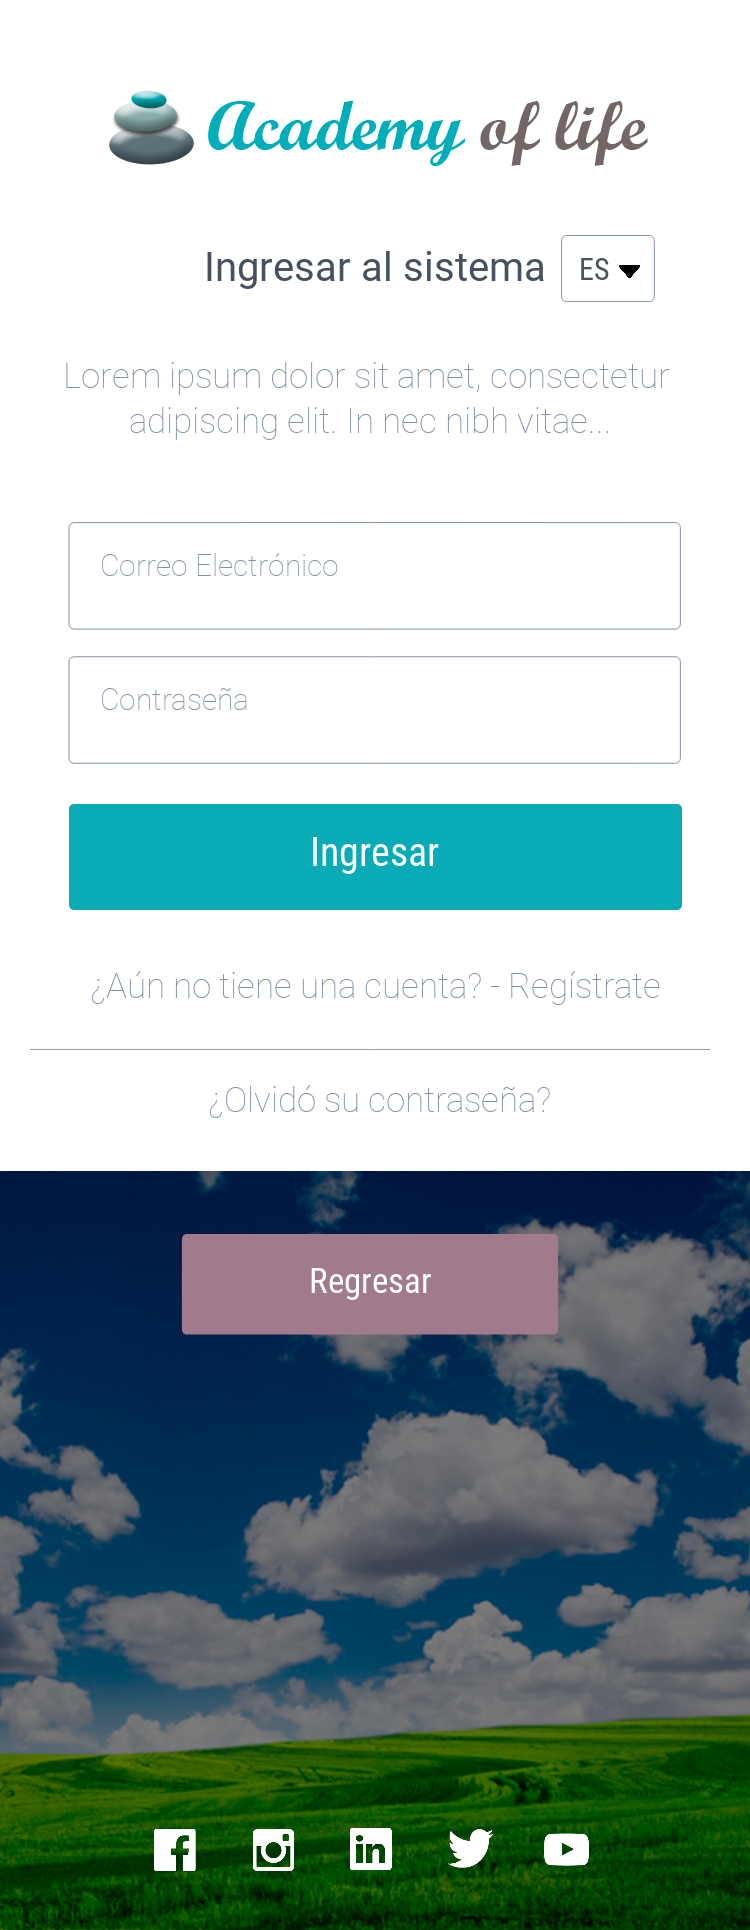 Academy of life
Ingresar al sistema ES
Lorem ipsum dolor sit amet, consectetur
adipiscing elit. In nec nibh vitae...
Correo Electrónico
Contraseña
Ingresar
¿Aún no tiene una cuenta? - Regístrate
¿Olvidó su contraseña?
Regresar